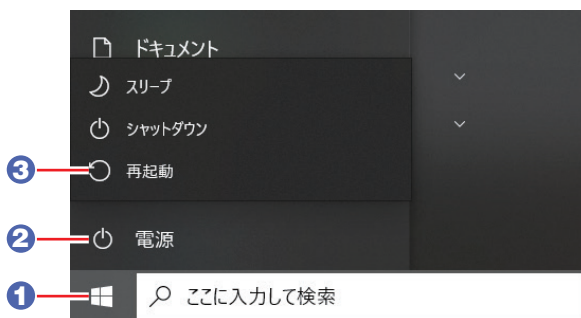 ドキュメント
スリープ
シャットダウン
3 再起動
2 電源
1 ここに入力して検索